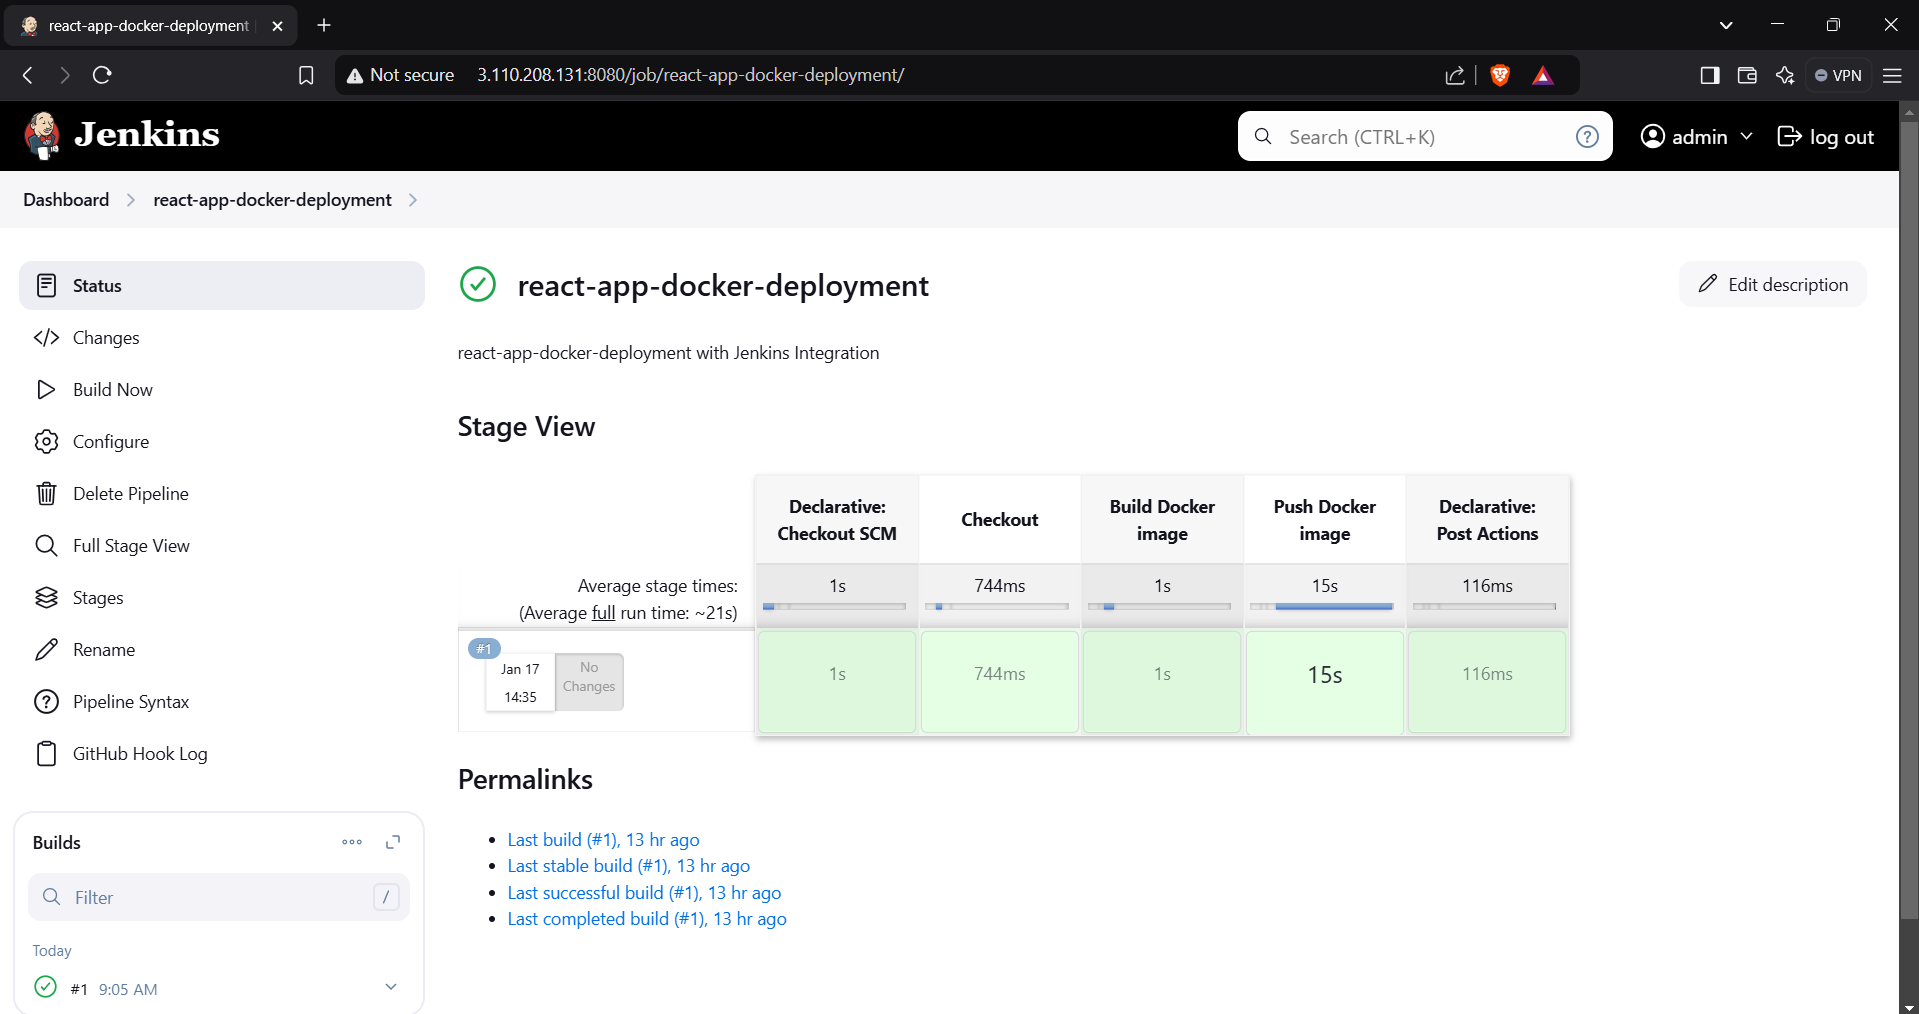 react-app-docker-deployment
Not secure 3.110.208.131:8080/job/react-app-docker-deployment/
VPN
Jenkins
Search (CTRL+K)
?
admin
log out
Dashboard
react-app-docker-deployment
Status
Changes
Build Now
Configure
Delete Pipeline
Full Stage View
Stages
Rename
Pipeline Syntax
GitHub Hook Log
Builds
Filter
/
Today
#1 9:05 AM
react-app-docker-deployment
Edit description
react-app-docker-deployment with Jenkins Integration
Stage View
Declarative:
Checkout SCM
Checkout
Build Docker
image
Push Docker
image
Declarative:
Post Actions
Average stage times:
(Average full run time: ~21s)
1s
744ms
1s
15s
116ms
#1
Jan 17
14:35
No
Changes
1s
744ms
1s
15s
116ms
Permalinks
Last build (#1), 13 hr ago
Last stable build (#1), 13 hr ago
Last successful build (#1), 13 hr ago
Last completed build (#1), 13 hr ago